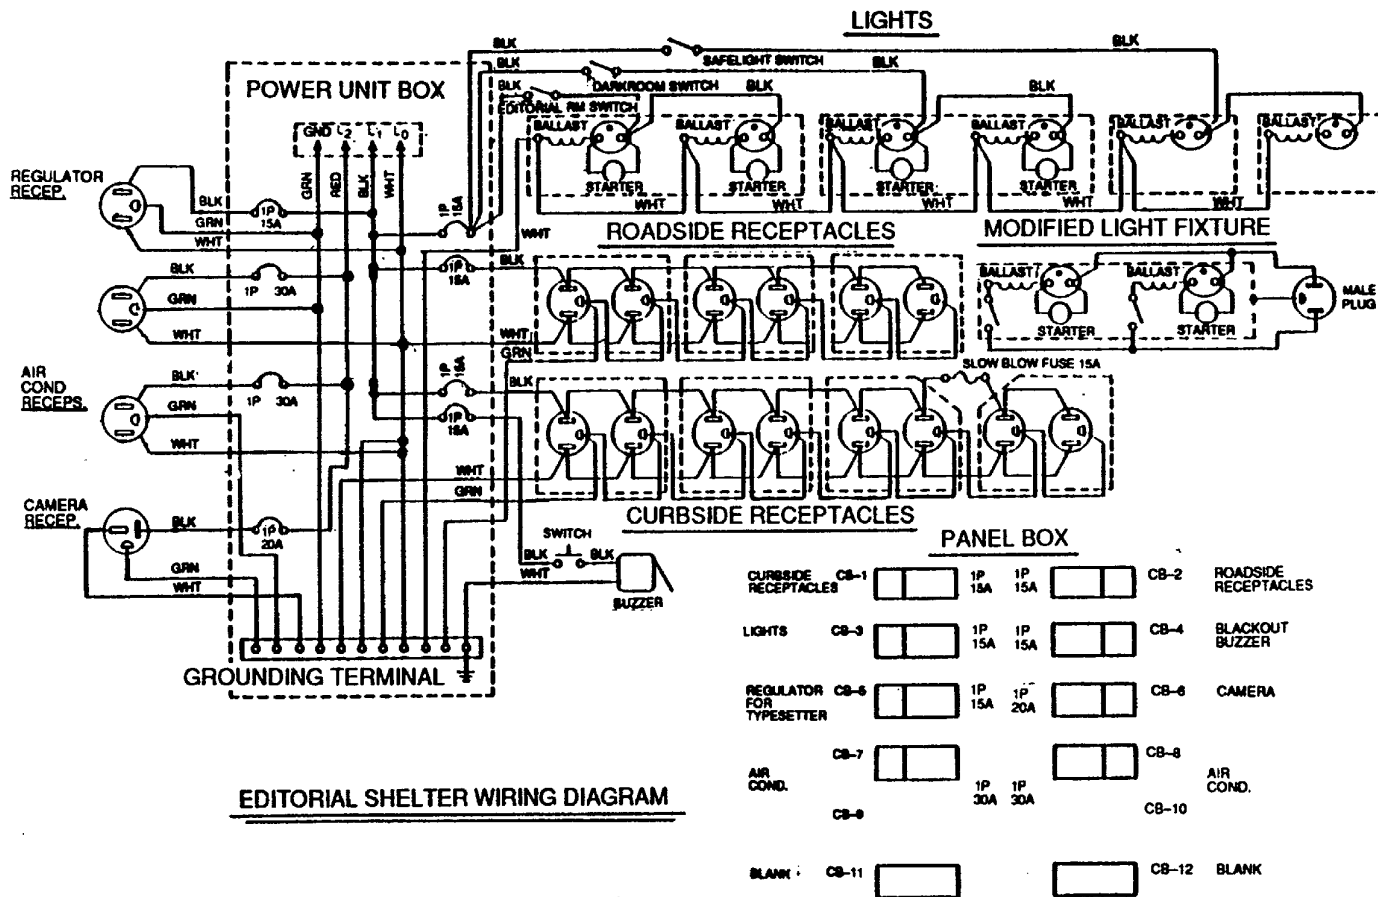 LIGHTS
BLK
SAFELIGHT SWITCH
BLK
BLK
DARKROOM SWITCH
BLK
BLK
EDITORIAL RM SWITCH
BLK
POWER UNIT BOX
GND L2 L1 L0
GRN
RED
BLK
WHT
BALLAST
BALLAST
BALLAST
BALLAST
BALLAST
BALLAST
STARTER
STARTER
STARTER
STARTER
WHT
WHT
WHT
WHT
WHT
WHT
REGULATOR
RECEP.
BLK
1P
15A
GRN
WHT
1P
15A
ROADSIDE RECEPTACLES
MODIFIED LIGHT FIXTURE
BLK
1P 30A
GRN
WHT
1P
15A
BLK
WHT
GRN
BALLAST
BALLAST
STARTER
STARTER
MALE
PLUG
SLOW BLOW FUSE 15A
AIR
COND
RECEPS.
BLK
1P 30A
GRN
WHT
1P
15A
BLK
1P
15A
WHT
GRN
CURBSIDE RECEPTACLES
CAMERA
RECEP.
BLK
1P
20A
GRN
WHT
SWITCH
BLK
BLK
WHT
BUZZER
GROUNDING TERMINAL
PANEL BOX
CURBSIDE
RECEPTACLES
CB-1
1P
15A
1P
15A
CB-2
ROADSIDE
RECEPTACLES
LIGHTS
CB-3
1P
15A
1P
15A
CB-4
BLACKOUT
BUZZER
REGULATOR
FOR
TYPESETTER
CB-5
1P
15A
1P
20A
CB-6
CAMERA
AIR
COND.
CB-7
CB-9
1P
30A
1P
30A
CB-8
CB-10
AIR
COND.
BLANK
CB-11
CB-12
BLANK
EDITORIAL SHELTER WIRING DIAGRAM